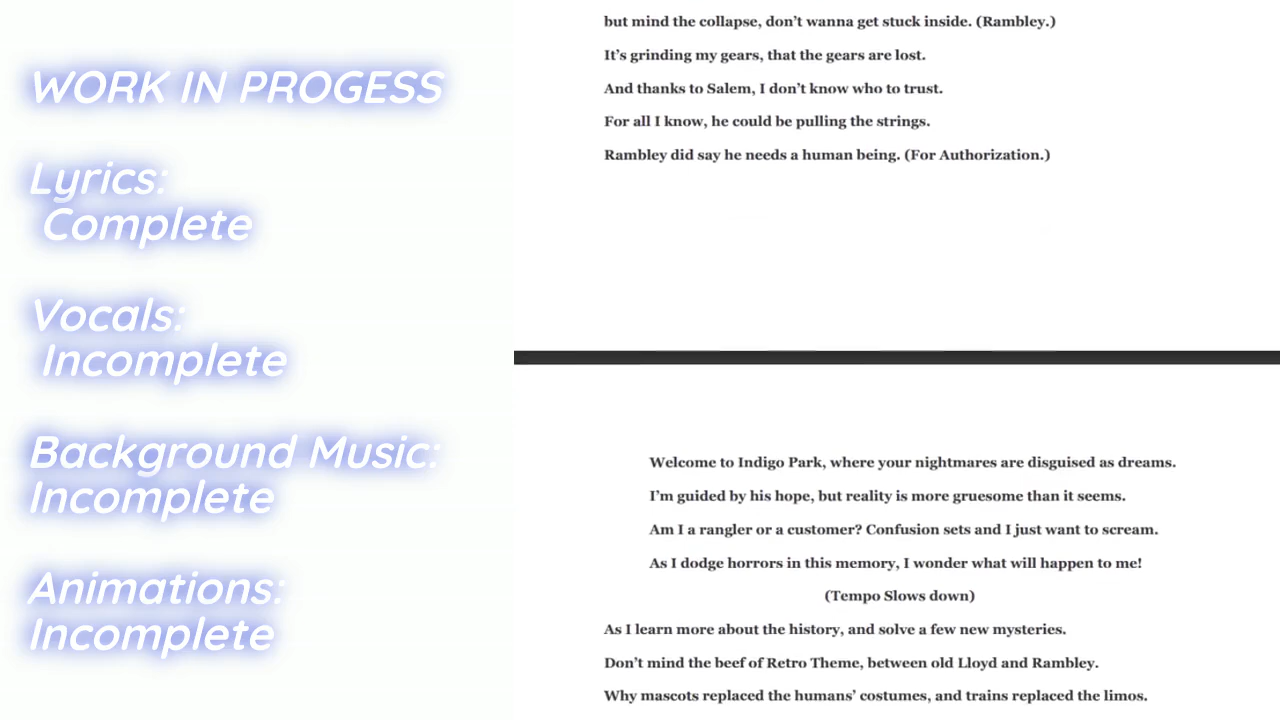 WORK IN PROGESS
Lyrics:
Complete
Vocals:
Incomplete
Background Music:
Incomplete
Animations:
Incomplete
but mind the collapse, don’t wanna get stuck inside. (Rambley.)
It’s grinding my gears, that the gears are lost.
And thanks to Salem, I don’t know who to trust.
For all I know, he could be pulling the strings.
Rambley did say he needs a human being. (For Authorization.)
Welcome to Indigo Park, where your nightmares are disguised as dreams.
I’m guided by his hope, but reality is more gruesome than it seems.
Am I a rangler or a customer? Confusion sets and I just want to scream.
As I dodge horrors in this memory, I wonder what will happen to me!
(Tempo Slows down)
As I learn more about the history, and solve a few new mysteries.
Don’t mind the beef of Retro Theme, between old Lloyd and Rambley.
Why mascots replaced the humans’ costumes, and trains replaced the limos.